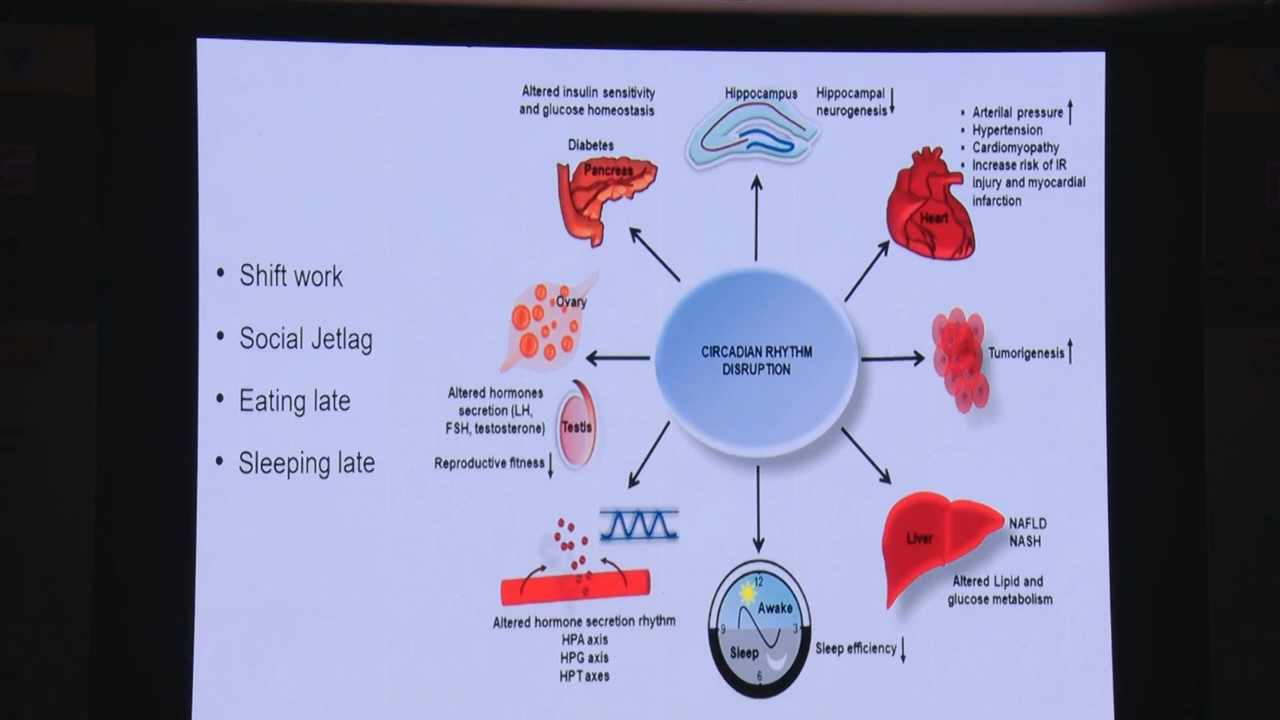 • Shift work
• Social Jetlag
• Eating late
• Sleeping late
Altered insulin sensitivity
and glucose homeostasis
Diabetes
Pancreas
Hippocampus
Hippocampal
neurogenesis↓
• Arterilal pressure↑
• Hypertension
• Cardiomyopathy
• Increase risk of IR
injury and myocardial
infarction
Heart
Ovary
CIRCADIAN RHYTHM
DISRUPTION
Tumorigenesis↑
Altered hormones
secretion (LH,
FSH, testosterone)
Testis
Reproductive fitness↓
Liver
NAFLD
NASH
Altered Lipid and
glucose metabolism
Altered hormone secretion rhythm
HPA axis
HPG axis
HPT axes
12
Awake
9
3
Sleep
6
Sleep efficiency↓